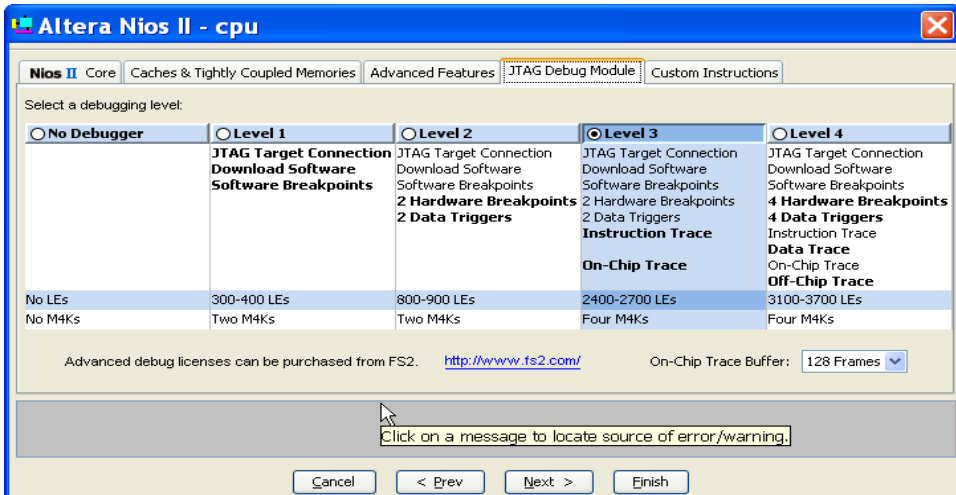 Altera Nios II - cpu
Nios II Core Caches & Tightly Coupled Memories Advanced Features JTAG Debug Module Custom Instructions
Select a debugging level:
No Debugger Level 1 Level 2 Level 3 Level 4
JTAG Target Connection JTAG Target Connection JTAG Target Connection JTAG Target Connection
Download Software Download Software Download Software Download Software
Software Breakpoints Software Breakpoints Software Breakpoints Software Breakpoints
2 Hardware Breakpoints 2 Hardware Breakpoints 4 Hardware Breakpoints
2 Data Triggers 2 Data Triggers 4 Data Triggers
Instruction Trace Instruction Trace
Data Trace
On-Chip Trace On-Chip Trace
Off-Chip Trace
No LEs 300-400 LEs 800-900 LEs 2400-2700 LEs 3100-3700 LEs
No M4Ks Two M4Ks Two M4Ks Four M4Ks Four M4Ks
Advanced debug licenses can be purchased from FS2. http://www.fs2.com/ On-Chip Trace Buffer: 128 Frames
Click on a message to locate source of error/warning.
Cancel < Prev Next > Finish